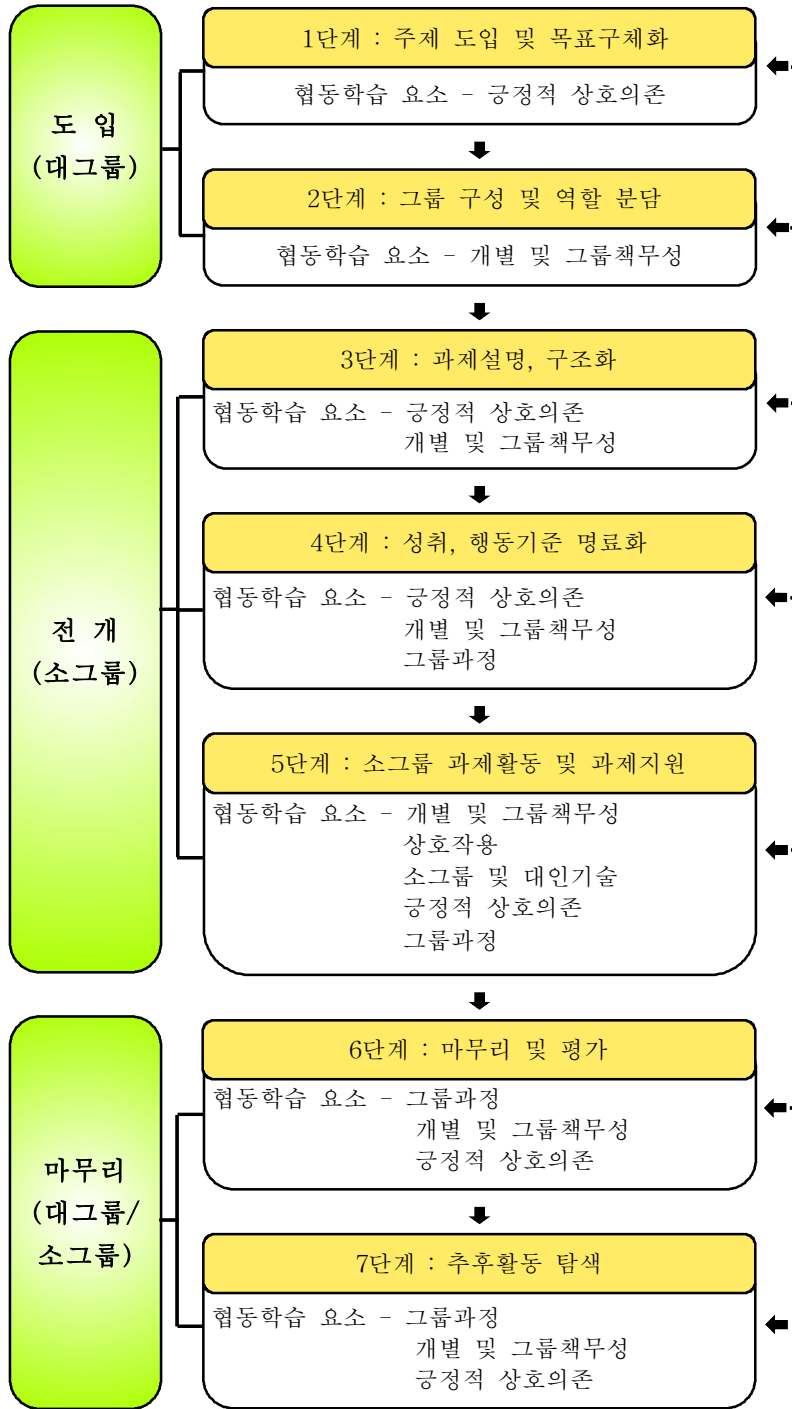 도 입
(대그룹)
1단계 : 주제 도입 및 목표구체화
협동학습 요소 - 긍정적 상호의존
2단계 : 그룹 구성 및 역할 분담
협동학습 요소 - 개별 및 그룹책무성
전 개
(소그룹)
3단계 : 과제설명, 구조화
협동학습 요소 - 긍정적 상호의존
개별 및 그룹책무성
4단계 : 성취, 행동기준 명료화
협동학습 요소 - 긍정적 상호의존
개별 및 그룹책무성
그룹과정
5단계 : 소그룹 과제활동 및 과제지원
협동학습 요소 - 개별 및 그룹책무성
상호작용
소그룹 및 대인기술
긍정적 상호의존
그룹과정
마무리
(대그룹/
소그룹)
6단계 : 마무리 및 평가
협동학습 요소 - 그룹과정
개별 및 그룹책무성
긍정적 상호의존
7단계 : 추후활동 탐색
협동학습 요소 - 그룹과정
개별 및 그룹책무성
긍정적 상호의존